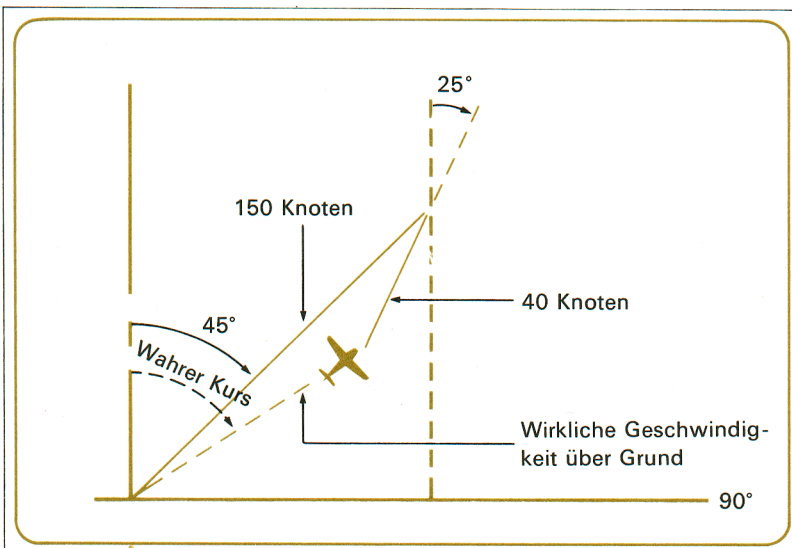 25°
150 Knoten
40 Knoten
45°
Wahrer Kurs
Wirkliche Geschwindig-
keit über Grund
90°